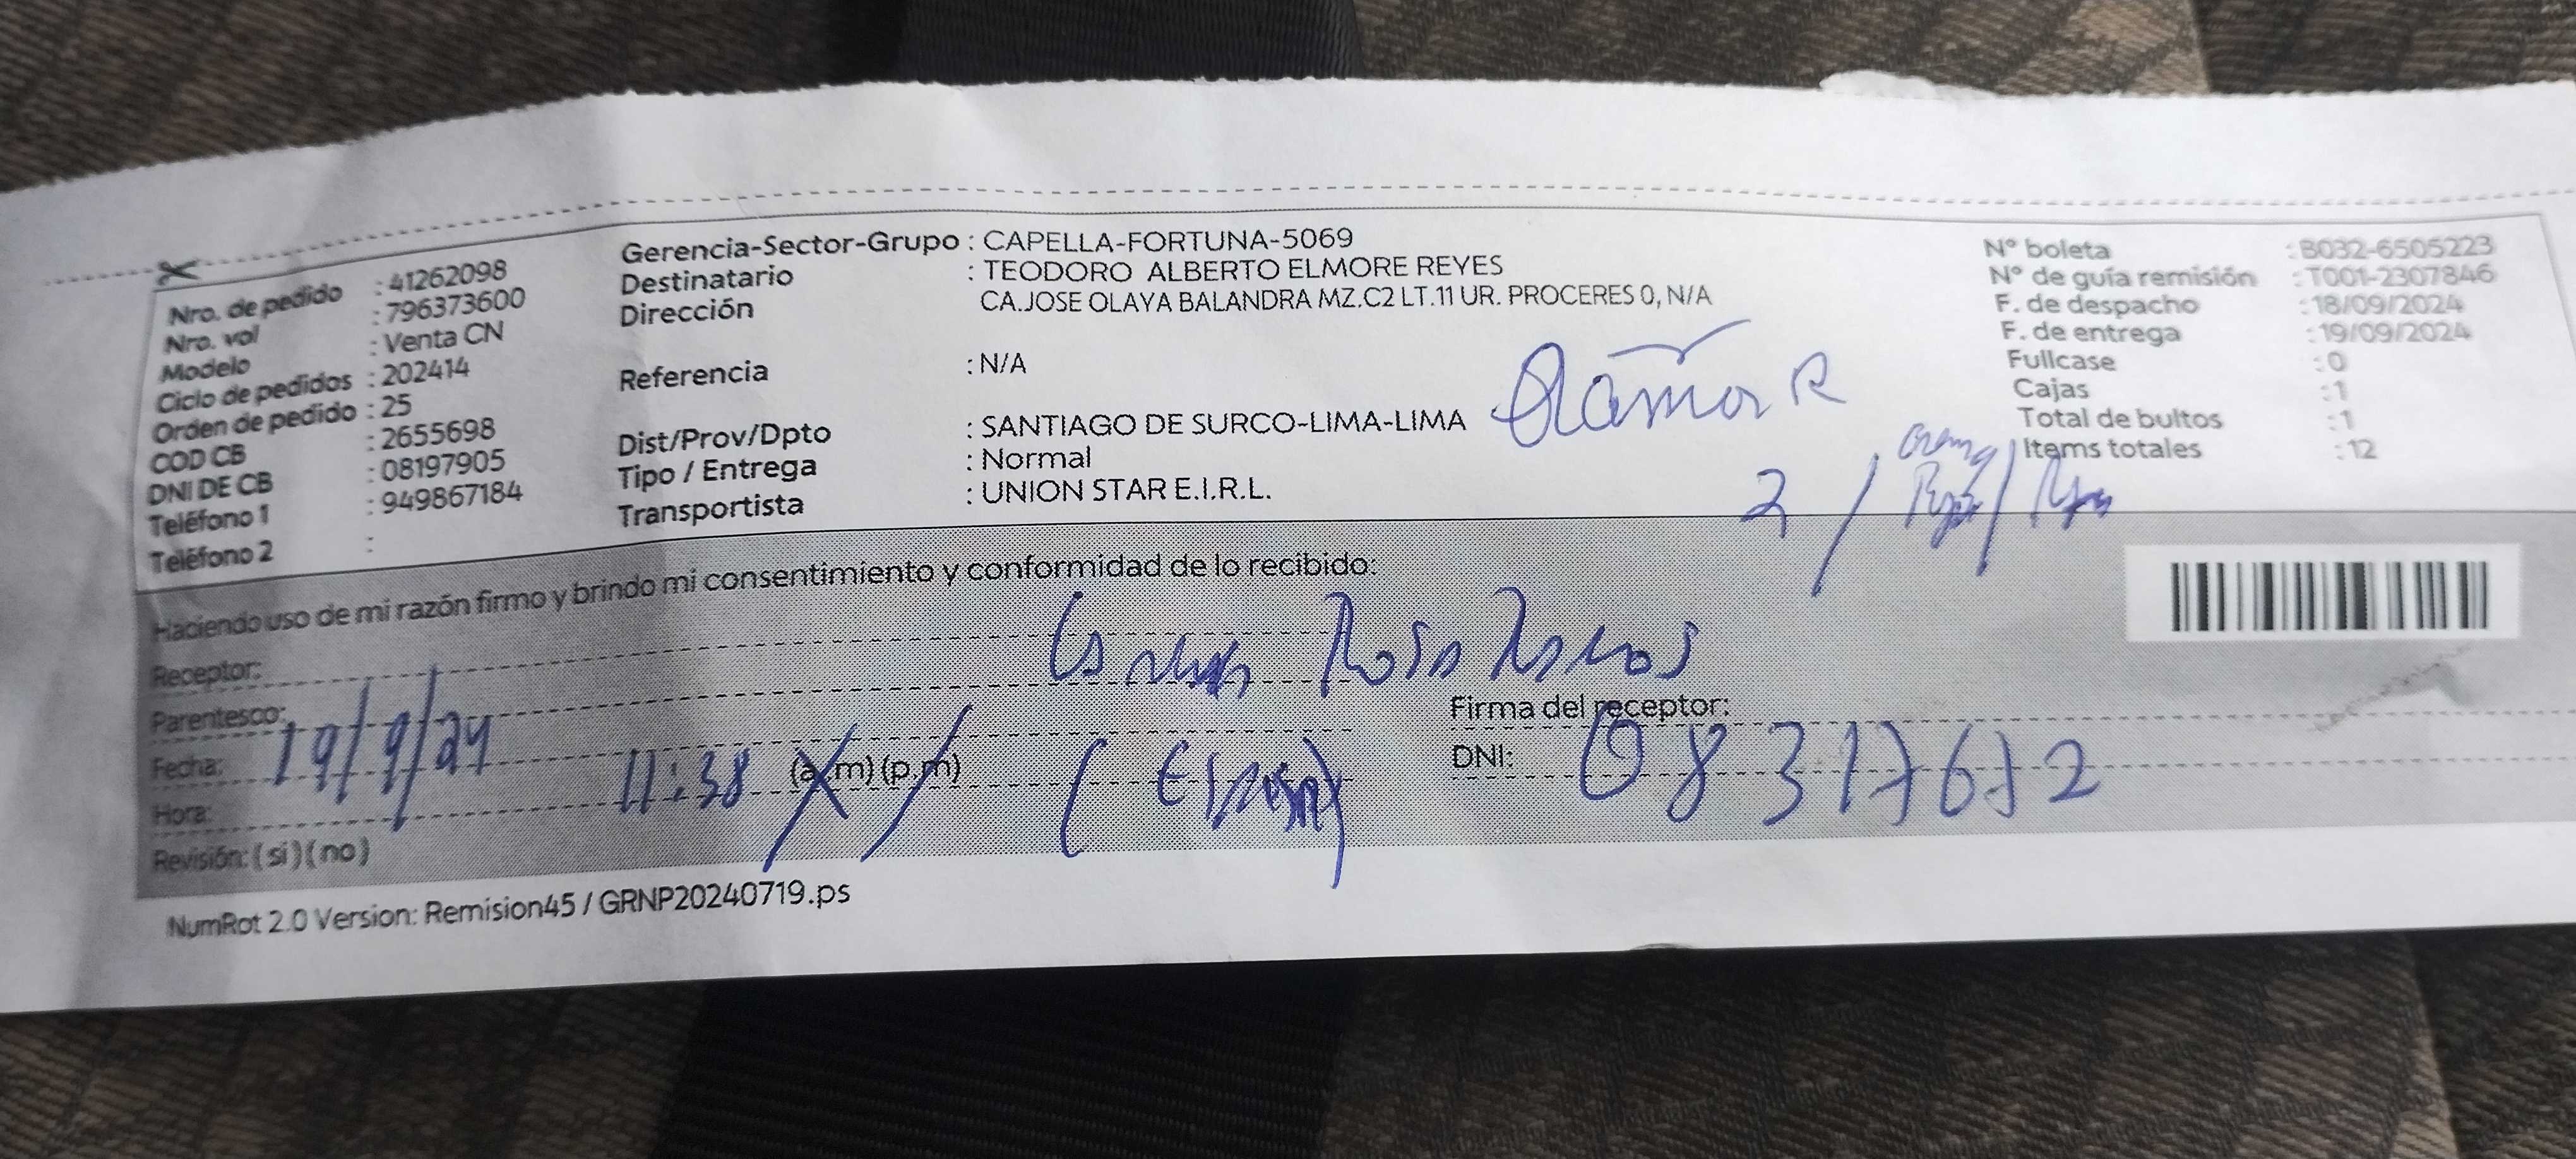 Nro. de pedido : 41262098
Nro. vol : 796373600
Modelo : Venta CN
Ciclo de pedidos : 202414
Orden de pedido : 25
COD CB : 2655698
DNI DE CB : 08197905
Teléfono 1 : 949867184
Teléfono 2 :
Gerencia-Sector-Grupo : CAPELLA-FORTUNA-5069
Destinatario : TEODORO ALBERTO ELMORE REYES
Dirección CA.JOSE OLAYA BALANDRA MZ.C2 LT.11 UR. PROCERES 0, N/A
Referencia : N/A
Dist/Prov/Dpto : SANTIAGO DE SURCO-LIMA-LIMA
Tipo / Entrega : Normal
Transportista : UNION STAR E.I.R.L.
N° boleta : B032-6505223
N° de guía remisión : T001-2307846
F. de despacho : 18/09/2024
F. de entrega : 19/09/2024
Fullcase : 0
Cajas : 1
Total de bultos : 1
Items totales : 12
2 /
Haciendo uso de mi razón firmo y brindo mi consentimiento y conformidad de lo recibido:
Receptor: Rosa
Parentesco:
Firma del receptor:
Fecha: 19/9/24
Hora: 11:38 (a.m) (p.m)
DNI:
Revisión: ( si ) ( no )
NumRot 2.0 Version: Remision45 / GRNP20240719.ps